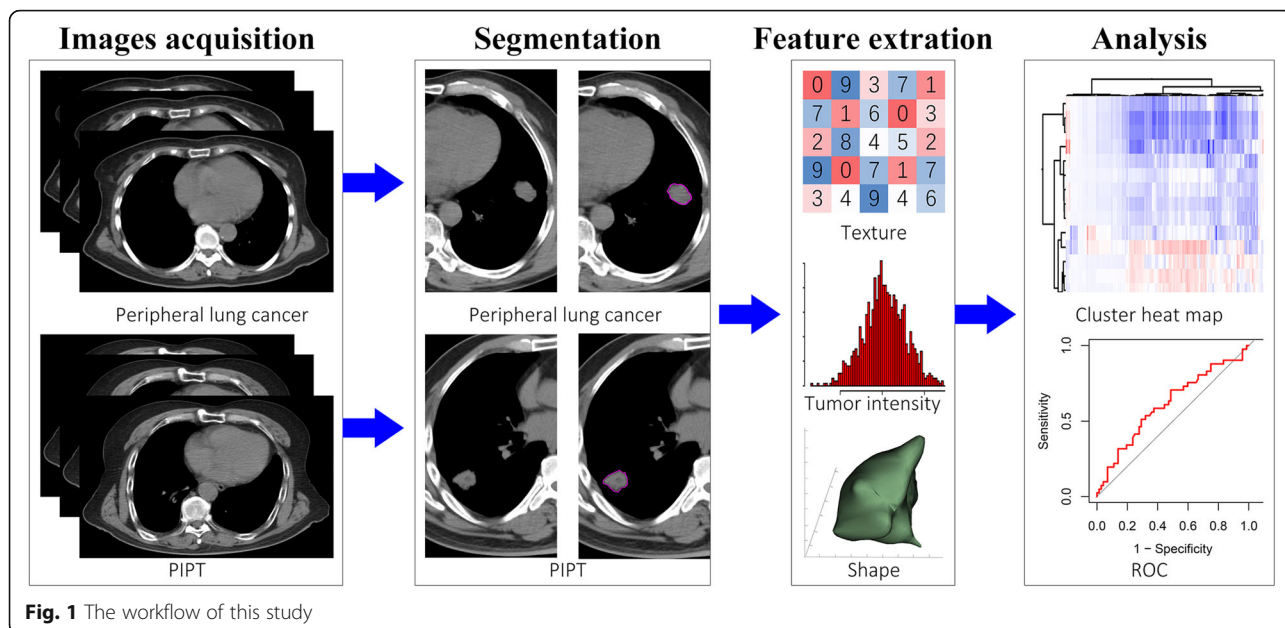 Images acquisition
Segmentation
Feature extration
Analysis
Peripheral lung cancer
PIPT
Peripheral lung cancer
PIPT
0 9 3 7 1
7 1 6 0 3
2 8 4 5 2
9 0 7 1 7
3 4 9 4 6
Texture
Tumor intensity
Shape
Cluster heat map
Sensitivity
1.0
0.5
0.0
0.0 0.2 0.4 0.6 0.8 1.0
1 − Specificity
ROC
Fig. 1 The workflow of this study